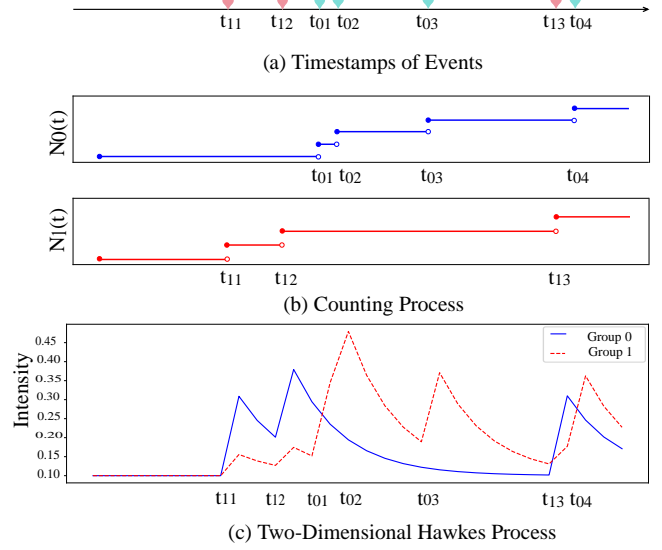 t11 t12 t01 t02 t03 t13 t04
(a) Timestamps of Events
N0(t)
t01 t02 t03 t04
N1(t)
t11 t12 t13
(b) Counting Process
Intensity
0.45
0.40
0.35
0.30
0.25
0.20
0.15
0.10
Group 0
Group 1
t11 t12 t01 t02 t03 t13 t04
(c) Two-Dimensional Hawkes Process